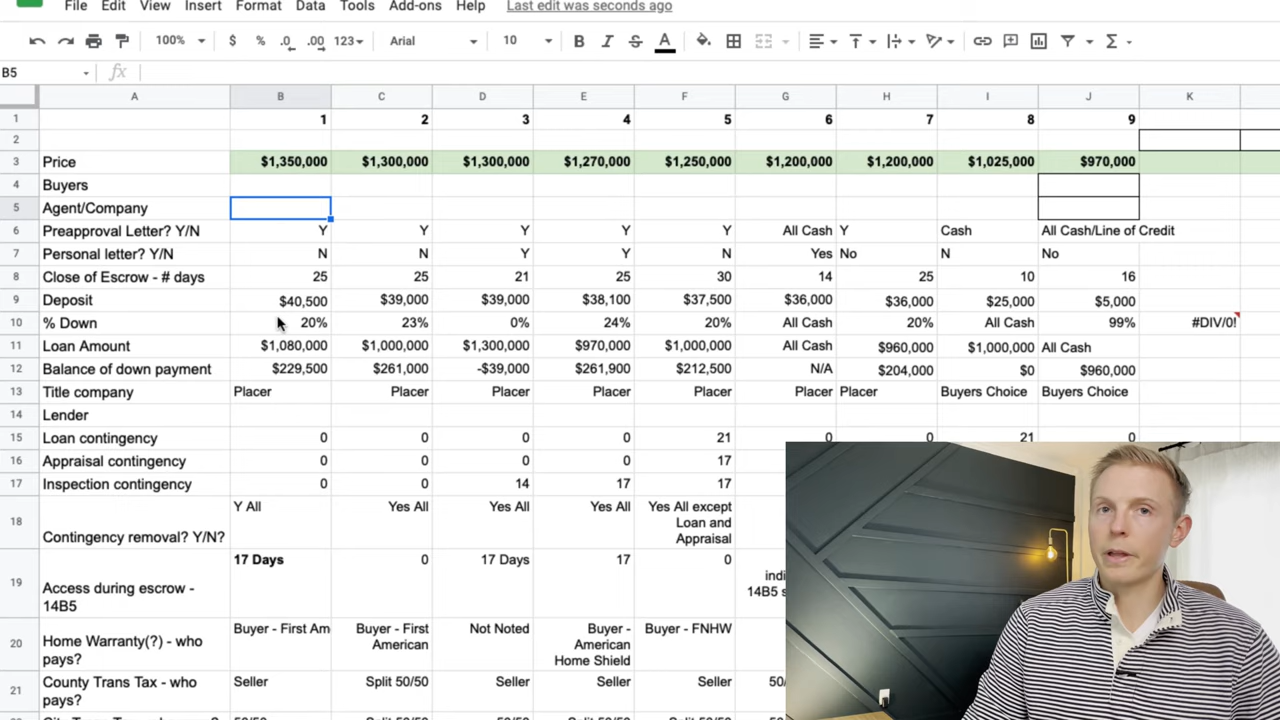 File Edit View Insert Format Data Tools Add-ons Help Last edit was seconds ago
100% $ % .0 .00 123 Arial 10 B I S A
B5 fx
A B C D E F G H I J K
1 1 2 3 4 5 6 7 8 9
2
3 Price $1,350,000 $1,300,000 $1,300,000 $1,270,000 $1,250,000 $1,200,000 $1,200,000 $1,025,000 $970,000
4 Buyers
5 Agent/Company
6 Preapproval Letter? Y/N Y Y Y Y Y All Cash Y Cash All Cash/Line of Credit
7 Personal letter? Y/N N N Y Y N Yes No N No
8 Close of Escrow - # days 25 25 21 25 30 14 25 10 16
9 Deposit $40,500 $39,000 $39,000 $38,100 $37,500 $36,000 $36,000 $25,000 $5,000
10 % Down 20% 23% 0% 24% 20% All Cash 20% All Cash 99% #DIV/0!
11 Loan Amount $1,080,000 $1,000,000 $1,300,000 $970,000 $1,000,000 All Cash $960,000 $1,000,000 All Cash
12 Balance of down payment $229,500 $261,000 -$39,000 $261,900 $212,500 N/A $204,000 $0 $960,000
13 Title company Placer Placer Placer Placer Placer Placer Placer Buyers Choice Buyers Choice
14 Lender
15 Loan contingency 0 0 0 0 21 0 0 21 0
16 Appraisal contingency 0 0 0 0 17
17 Inspection contingency 0 0 14 17 17
18 Contingency removal? Y/N? Y All Yes All Yes All Yes All Yes All except
Loan and
Appraisal
19 Access during escrow - 17 Days 0 17 Days 17 0
14B5
14B5
20 Home Warranty(?) - who Buyer - First Am Buyer - First Not Noted Buyer - Buyer - FNHW
pays? American American
Home Shield
21 County Trans Tax - who Seller Split 50/50 Seller Seller Seller 50/
pays?